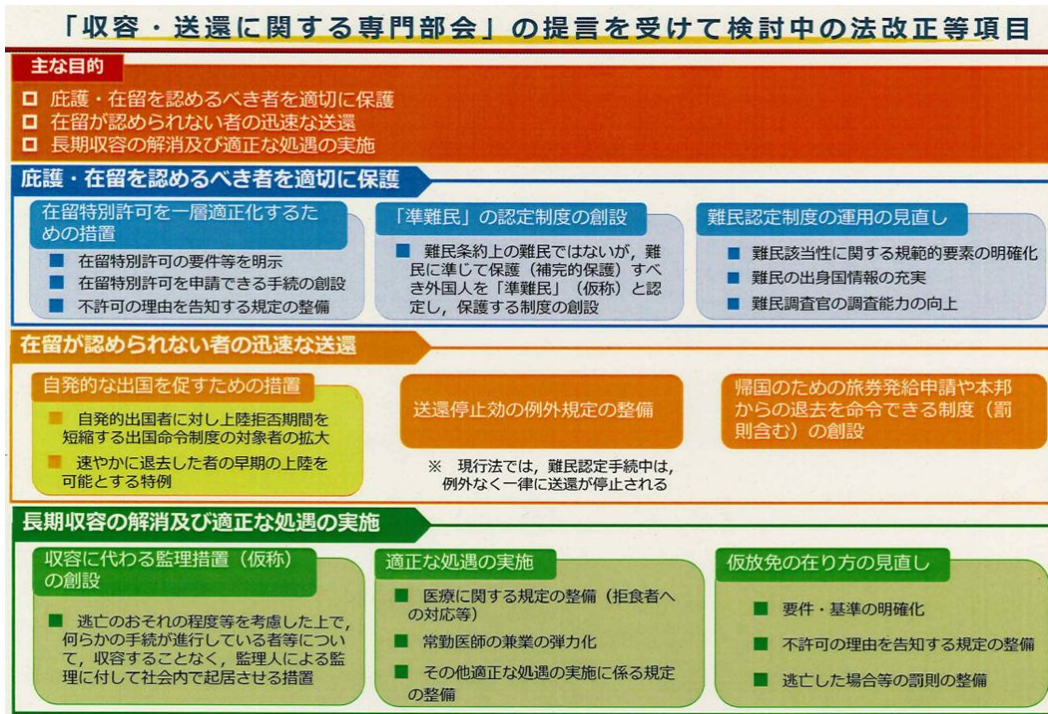 「収容・送還に関する専門部会」の提言を受けて検討中の法改正等項目
主な目的
庇護・在留を認めるべき者を適切に保護
在留が認められない者の迅速な送還
長期収容の解消及び適正な処遇の実施
庇護・在留を認めるべき者を適切に保護
在留特別許可を一層適正化するた
めの措置
在留特別許可の要件等を明示
在留特別許可を申請できる手続の創設
不許可の理由を告知する規定の整備
「準難民」の認定制度の創設
難民条約上の難民ではないが，難
民に準じて保護（補完的保護）すべ
き外国人を「準難民」（仮称）と認
定し，保護する制度の創設
難民認定制度の運用の見直し
難民該当性に関する規範的要素の明確化
難民の出身国情報の充実
難民調査官の調査能力の向上
在留が認められない者の迅速な送還
自発的な出国を促すための措置
自発的出国者に対し上陸拒否期間を
短縮する出国命令制度の対象者の拡大
速やかに退去した者の早期の上陸を
可能とする特例
送還停止効の例外規定の整備
※ 現行法では，難民認定手続中は，
例外なく一律に送還が停止される
帰国のための旅券発給申請や本邦
からの退去を命令できる制度（罰
則含む）の創設
長期収容の解消及び適正な処遇の実施
収容に代わる監理措置（仮称）
の創設
逃亡のおそれの程度等を考慮した上で，
何らかの手続が進行している者等につい
て，収容することなく，監理人による監
理に付して社会内で起居させる措置
適正な処遇の実施
医療に関する規定の整備（拒食者へ
の対応等）
常勤医師の兼業の弾力化
その他適正な処遇の実施に係る規定
の整備
仮放免の在り方の見直し
要件・基準の明確化
不許可の理由を告知する規定の整備
逃亡した場合等の罰則の整備